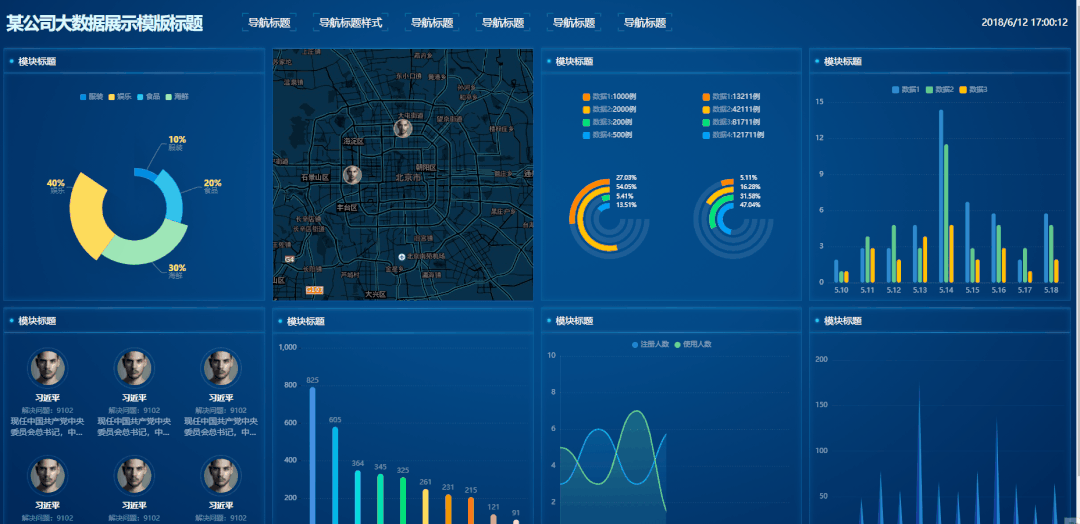 某公司大数据展示模版标题
导航标题 导航标题样式 导航标题 导航标题 导航标题 导航标题
2018/6/12 17:00:12
模块标题
服装 娱乐 食品 海鲜
10%
服装
20%
食品
40%
娱乐
30%
海鲜
海淀区
朝阳区
石景山区
北京市
丰台区
大兴区
G4
模块标题
数据1:1000例
数据2:2000例
数据3:200例
数据4:500例
数据1:13211例
数据2:42111例
数据3:81711例
数据4:121711例
27.03%
54.05%
5.41%
13.51%
5.11%
16.28%
31.58%
47.04%
模块标题
数据1 数据2 数据3
15
12
9
6
3
0
5.10 5.11 5.12 5.13 5.14 5.15 5.16 5.17 5.18
模块标题
习近平 习近平 习近平
解决问题：9102 解决问题：9102 解决问题：9102
现任中国共产党中央 现任中国共产党中央 现任中国共产党中央
委员会总书记，中... 委员会总书记，中... 委员会总书记，中...
习近平 习近平 习近平
解决问题：9102 解决问题：9102 解决问题：9102
模块标题
1,000
800
600
400
200
825
605
364
345
325
261
231
215
121
91
模块标题
注册人数 使用人数
10
8
6
4
2
模块标题
200
150
100
50